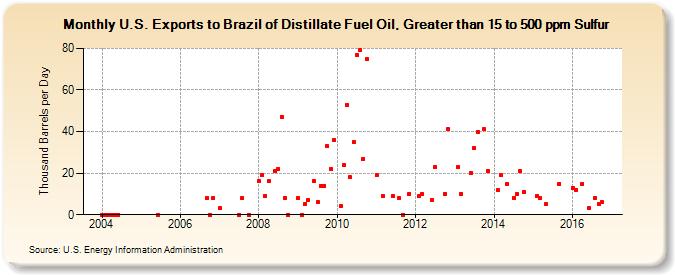 Monthly U.S. Exports to Brazil of Distillate Fuel Oil, Greater than 15 to 500 ppm Sulfur
Thousand Barrels per Day
80
60
40
20
0
2004 2006 2008 2010 2012 2014 2016
Source: U.S. Energy Information Administration